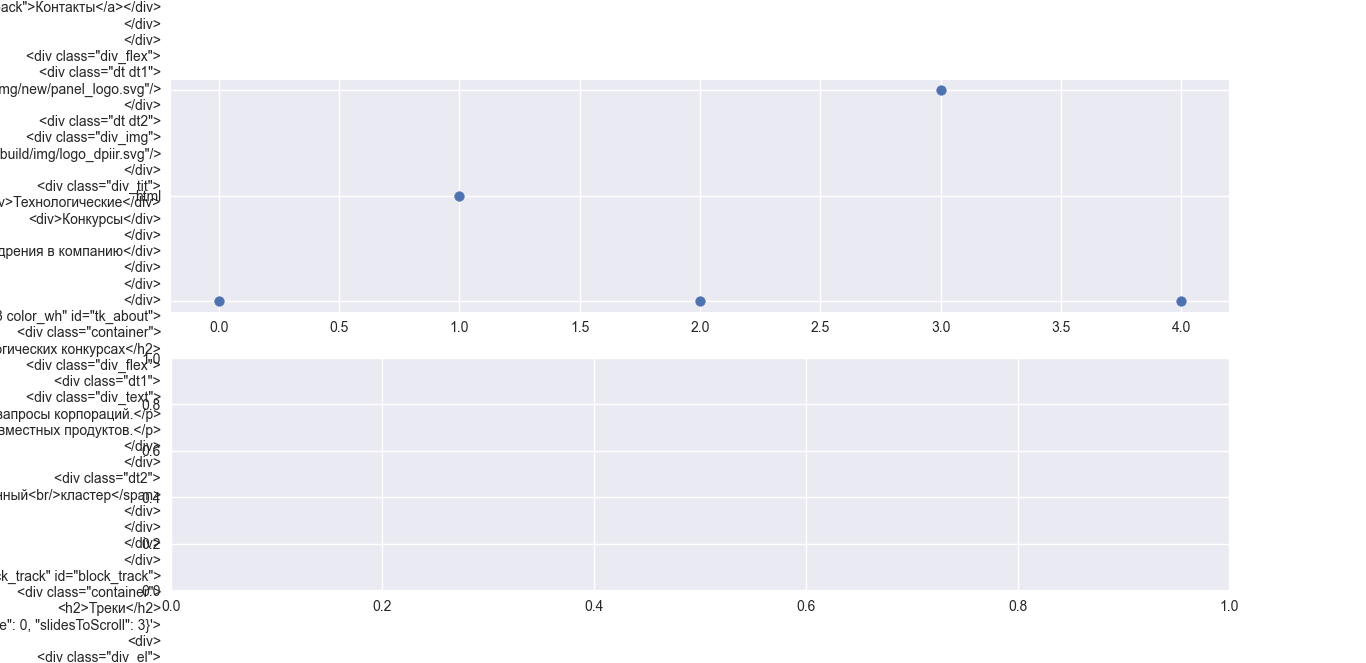 ack">Контакты</a></div>
</div>
</div>
<div class="div_flex">
<div class="dt dt1">
mg/new/panel_logo.svg"/>
</div>
<div class="dt dt2">
<div class="div_img">
build/img/logo_dpiir.svg"/>
</div>
<div class="div_tit">
html
v>Технологические</div>
<div>Конкурсы</div>
</div>
дрения в компанию</div>
</div>
</div>
</div>
3 color_wh" id="tk_about">
0.0 0.5 1.0 1.5 2.0 2.5 3.0 3.5 4.0
<div class="container">
огических конкурсах</h2>
1.0
<div class="div_flex">
<div class="dt1">
<div class="div_text">
0.8
запросы корпораций.</p>
вместных продуктов.</p>
</div>
0.6
</div>
<div class="dt2">
нный<br/>кластер</span>
0.4
</div>
</div>
</div>
0.2
</div>
ck_track" id="block_track">
<div class="container">
0.0
<h2>Треки</h2>
0.0 0.2 0.4 0.6 0.8 1.0
e": 0, "slidesToScroll": 3}'>
<div>
<div class="div_el">